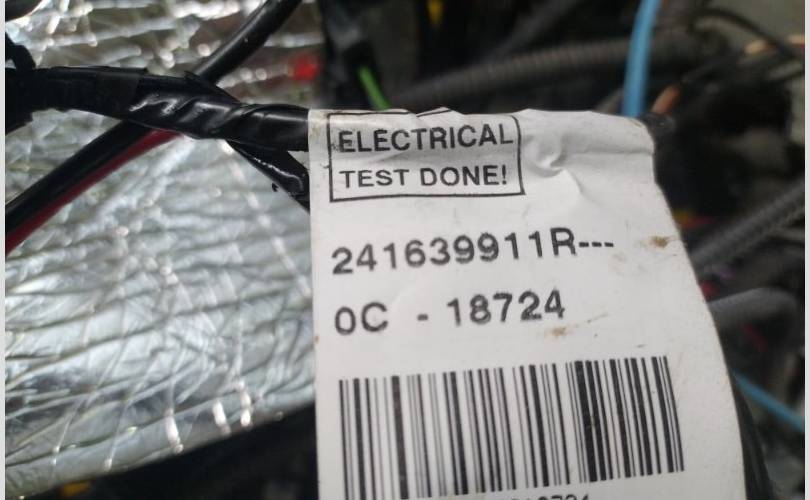 ELECTRICAL
TEST DONE!
241639911R---
0C - 18724